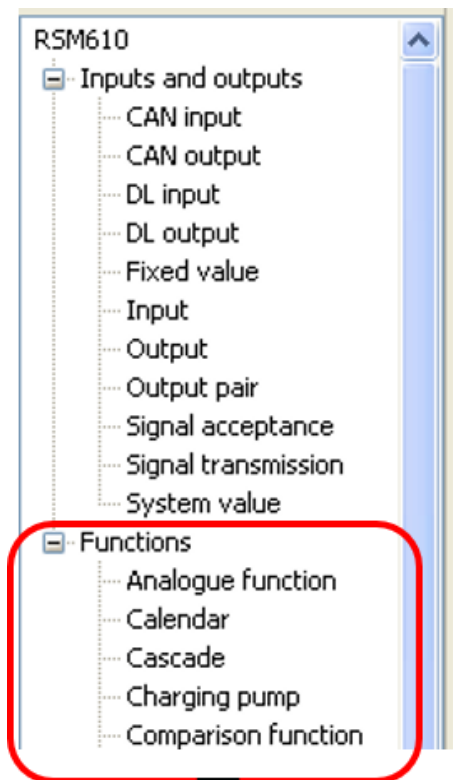 RSM610
Inputs and outputs
CAN input
CAN output
DL input
DL output
Fixed value
Input
Output
Output pair
Signal acceptance
Signal transmission
System value
Functions
Analogue function
Calendar
Cascade
Charging pump
Comparison function